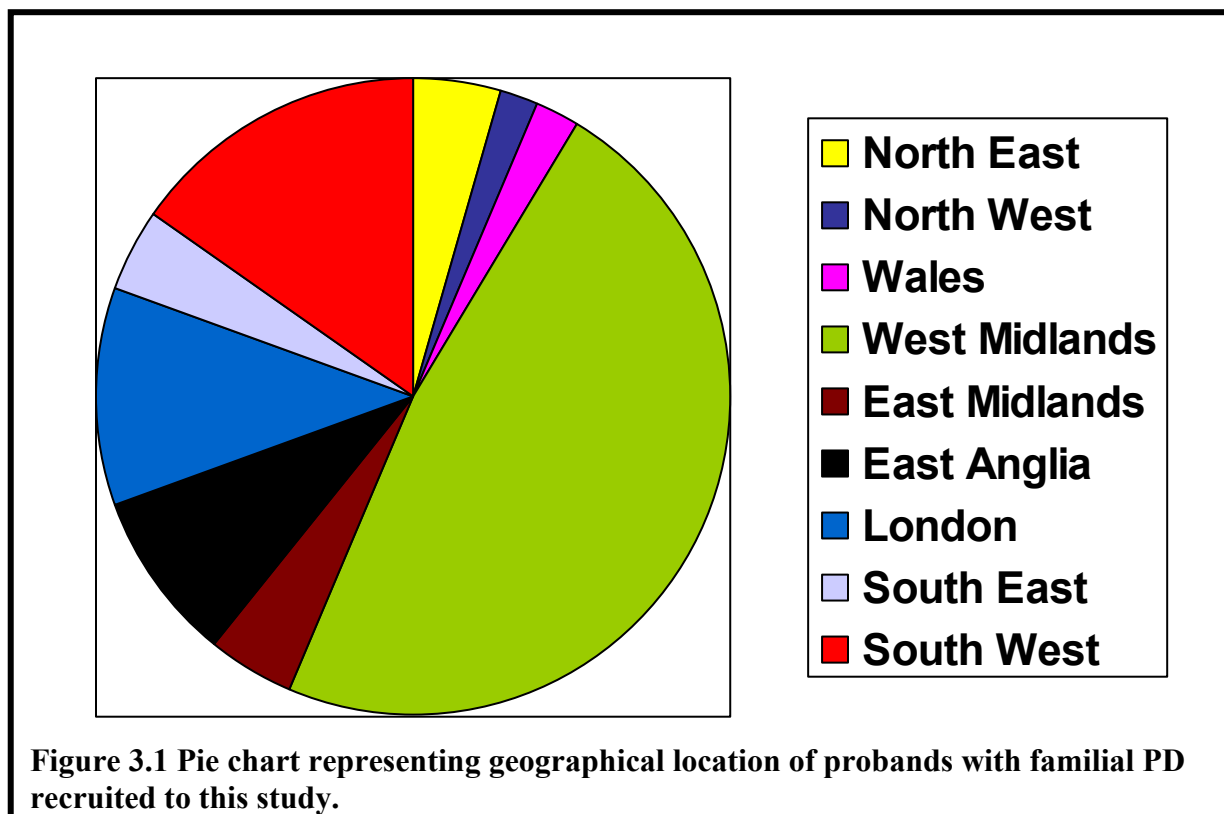 North East
North West
Wales
West Midlands
East Midlands
East Anglia
London
South East
South West
Figure 3.1 Pie chart representing geographical location of probands with familial PD
recruited to this study.